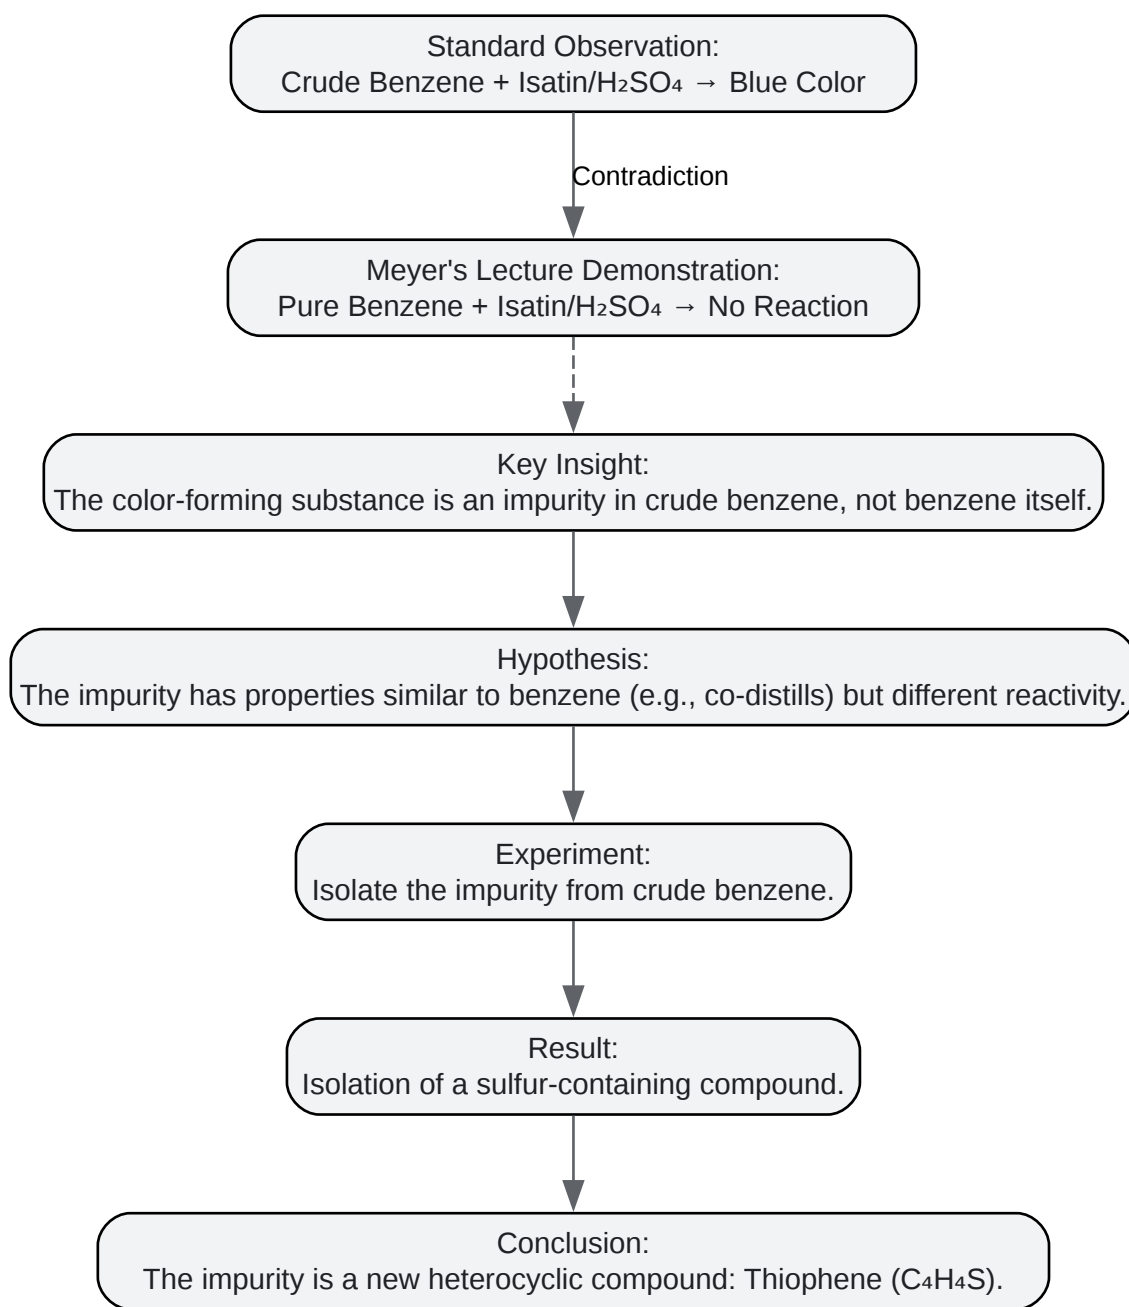 Standard Observation:
Crude Benzene + Isatin/H₂SO₄ → Blue Color
Contradiction
Meyer's Lecture Demonstration:
Pure Benzene + Isatin/H₂SO₄ → No Reaction
Key Insight:
The color-forming substance is an impurity in crude benzene, not benzene itself.
Hypothesis:
The impurity has properties similar to benzene (e.g., co-distills) but different reactivity.
Experiment:
Isolate the impurity from crude benzene.
Result:
Isolation of a sulfur-containing compound.
Conclusion:
The impurity is a new heterocyclic compound: Thiophene (C₄H₄S).